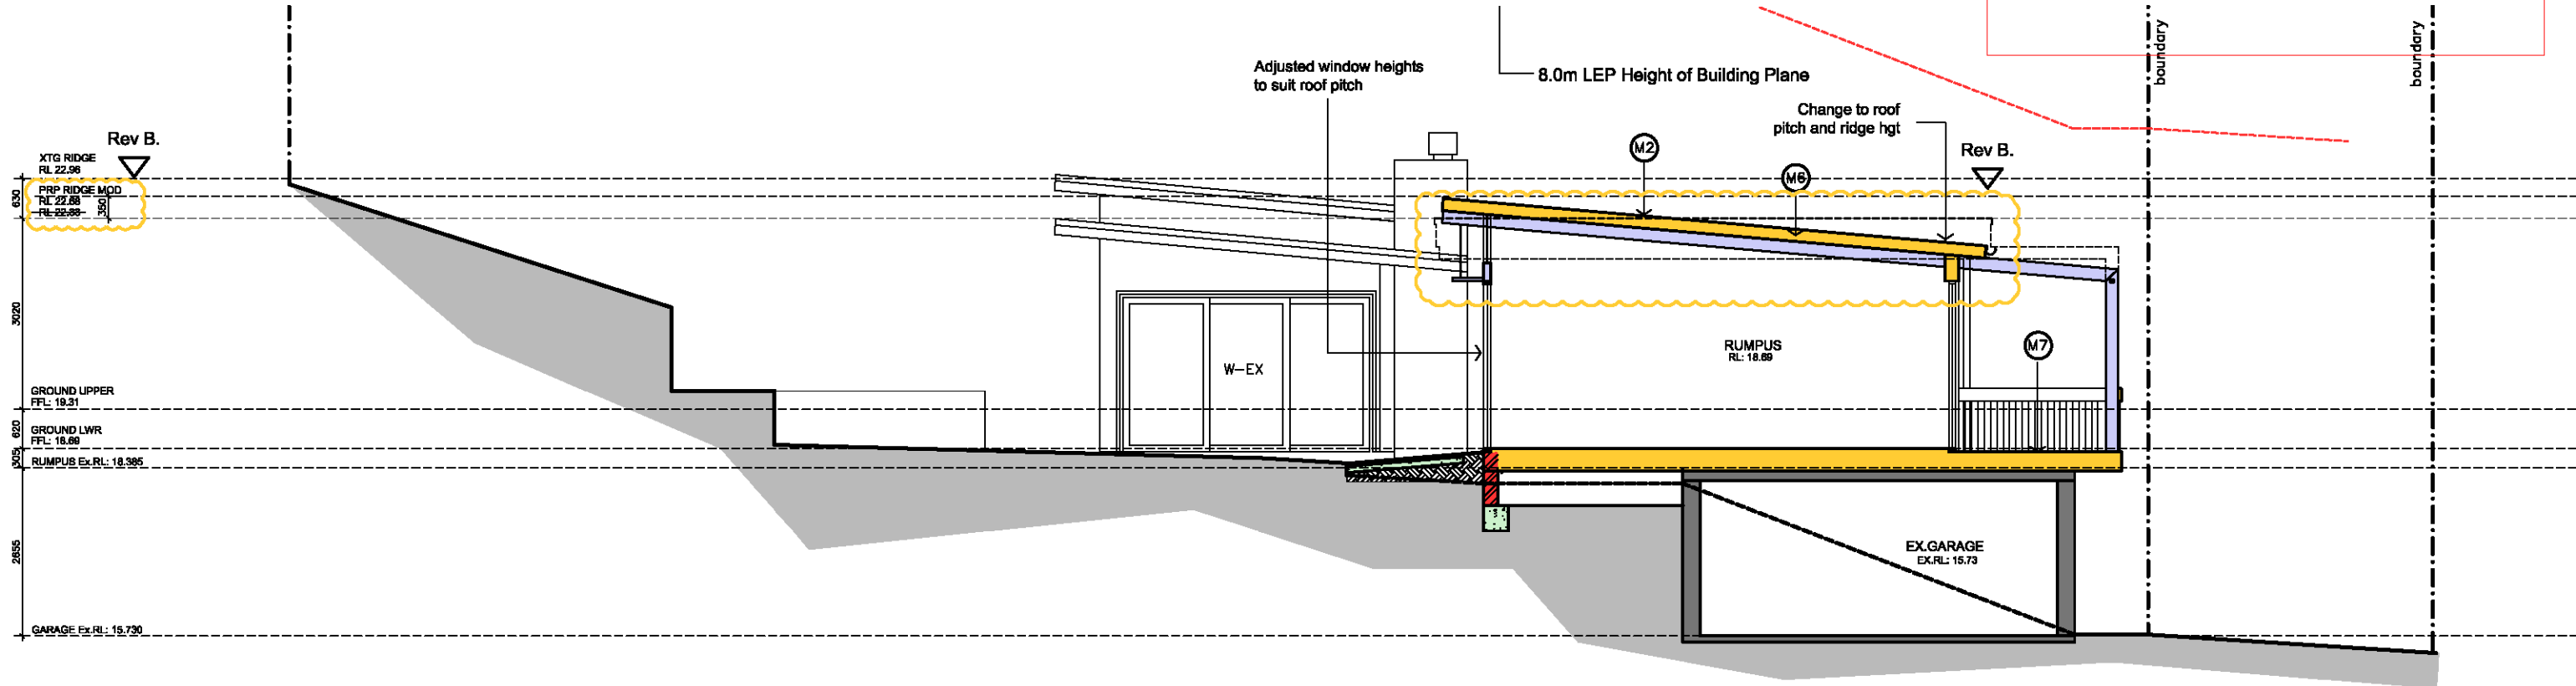 boundary
boundary
Adjusted window heights
to suit roof pitch
8.0m LEP Height of Building Plane
Change to roof
pitch and ridge hgt
Rev B.
Rev B.
M2
M6
XTG RIDGE
RL 22.96
PRP RIDGE MOD
RL 22.68
RL 22.33
630
350
3020
RUMPUS
RL: 18.69
M7
W-EX
GROUND UPPER
FFL: 19.31
620
GROUND LWR
FFL: 18.69
305
RUMPUS Ex.RL: 18.385
2655
EX.GARAGE
EX.RL: 15.73
GARAGE Ex.RL: 15.730